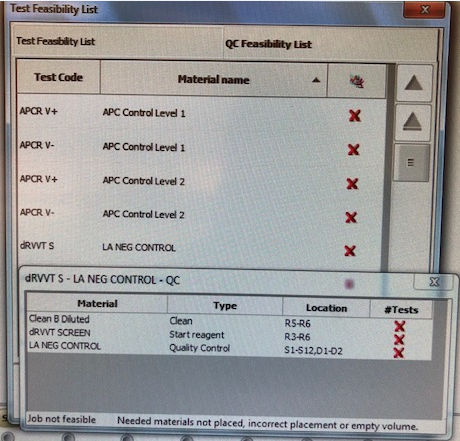 Test Feasibility List
Test Feasibility List QC Feasibility List
Test Code Material name
APCR V+ APC Control Level 1
APCR V- APC Control Level 1
APCR V+ APC Control Level 2
APCR V- APC Control Level 2
dRVVT S LA NEG CONTROL
dRVVT S - LA NEG CONTROL - QC
Material Type Location #Tests
Clean B Diluted Clean R5-R6
dRVVT SCREEN Start reagent R3-R6
LA NEG CONTROL Quality Control S1-S12,D1-D2
Job not feasible Needed materials not placed, incorrect placement or empty volume.